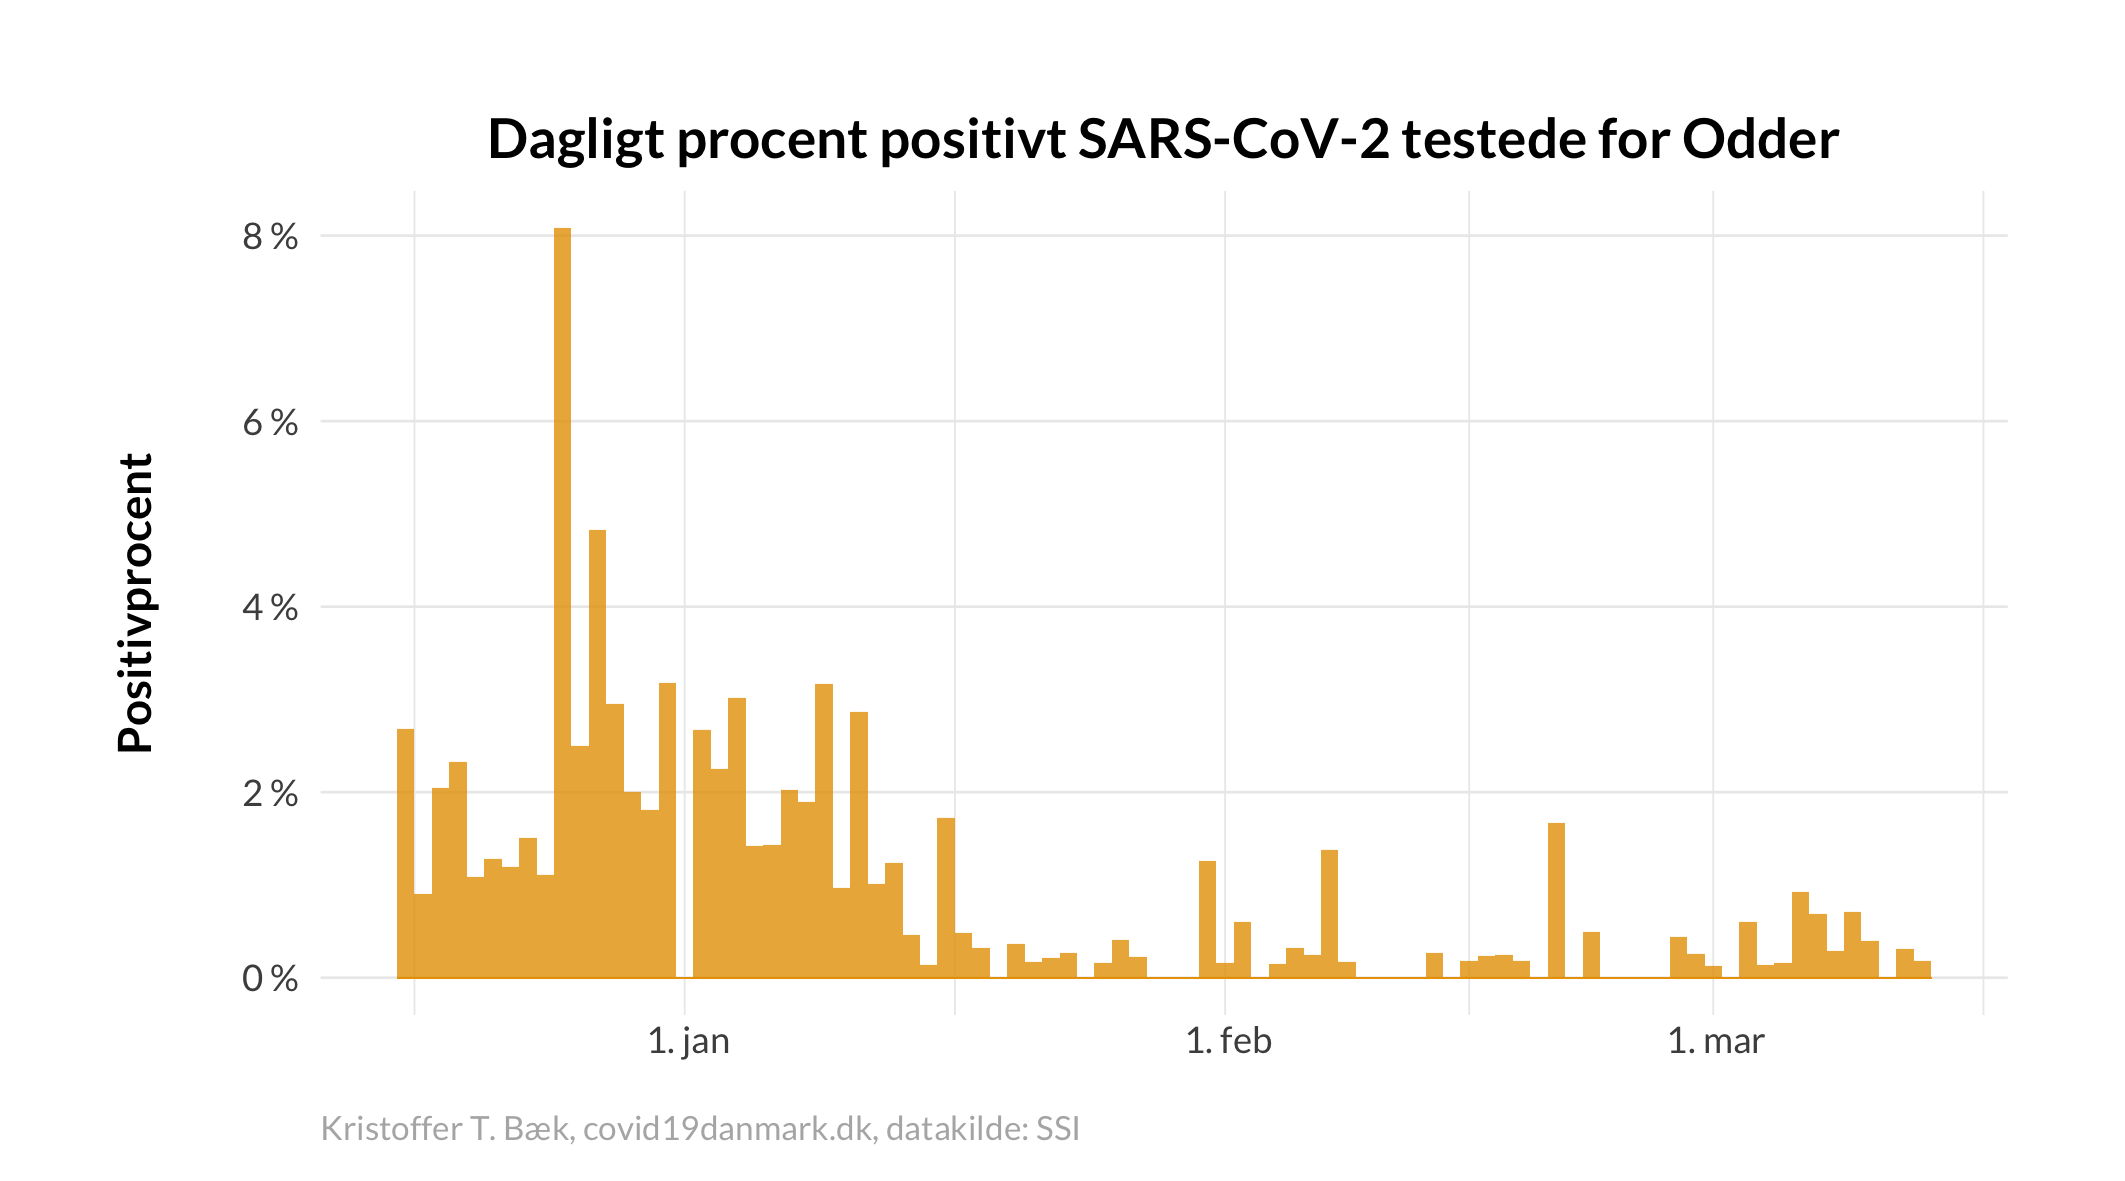 Dagligt procent positivt SARS-CoV-2 testede for Odder
Positivprocent
8 %
6 %
4 %
2 %
0 %
1. jan
1. feb
1. mar
Kristoffer T. Bæk, covid19danmark.dk, datakilde: SSI